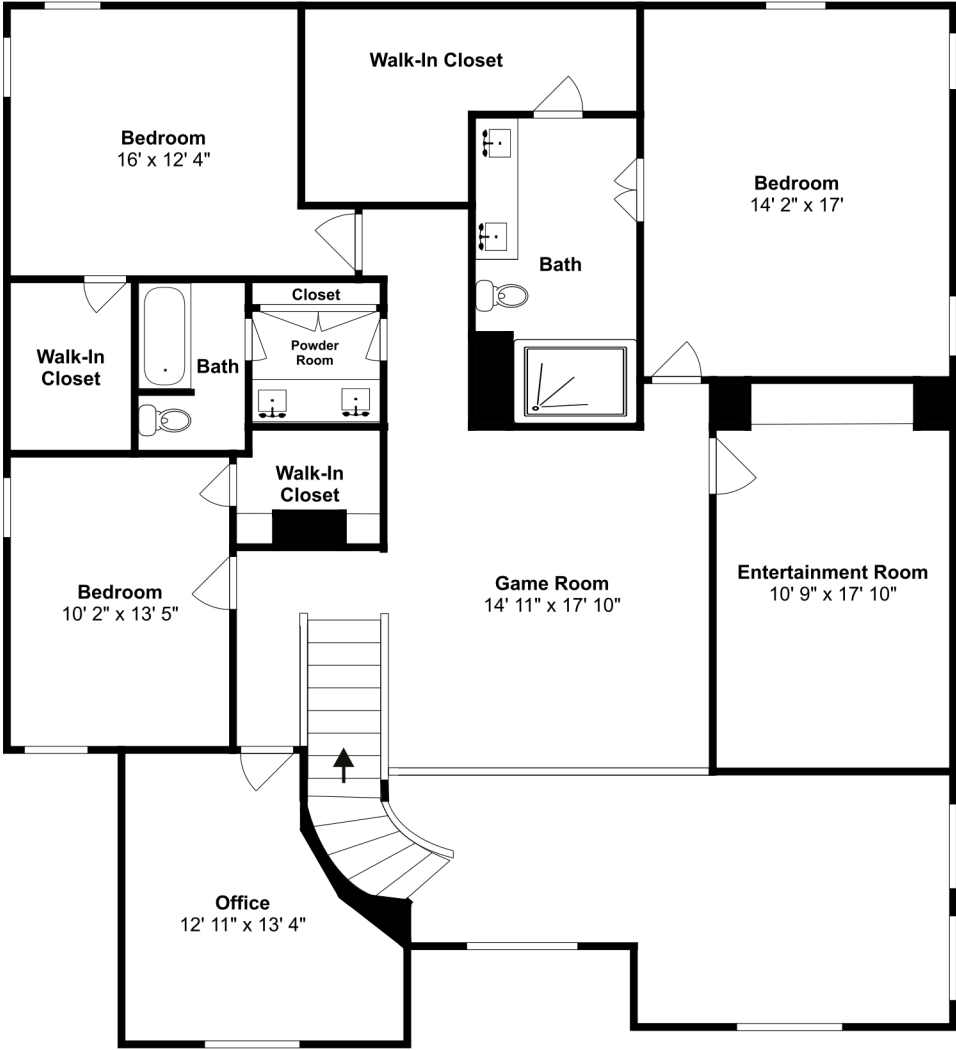 Walk-In Closet
Bedroom
16' x 12' 4"
Bedroom
14' 2" x 17'
Bath
Closet
Powder
Room
Walk-In
Closet
Bath
Walk-In
Closet
Bedroom
10' 2" x 13' 5"
Game Room
14' 11" x 17' 10"
Entertainment Room
10' 9" x 17' 10"
Office
12' 11" x 13' 4"